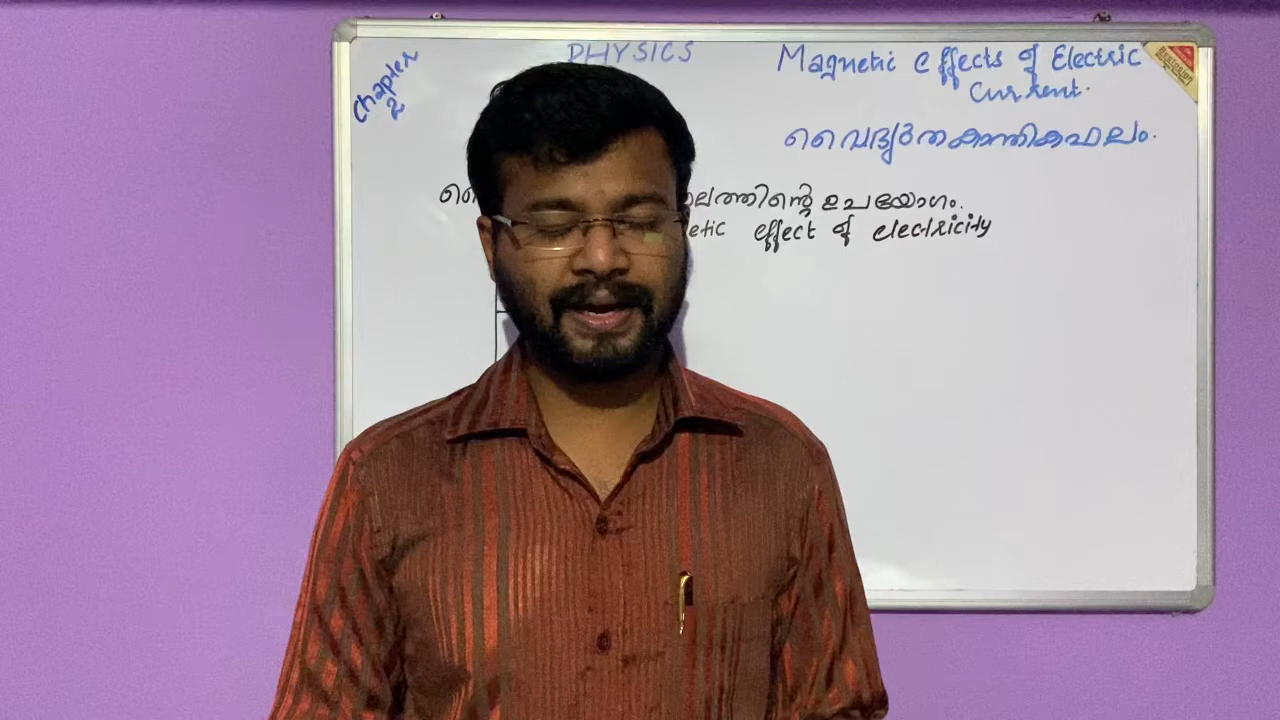 Chapter 2
PHYSICS
Magnetic effects of Electric
Current.
വൈദ്യുതകാന്തികഫലം.
ലത്തിന്റെ ഉപയോഗം.
etic effect of electricity